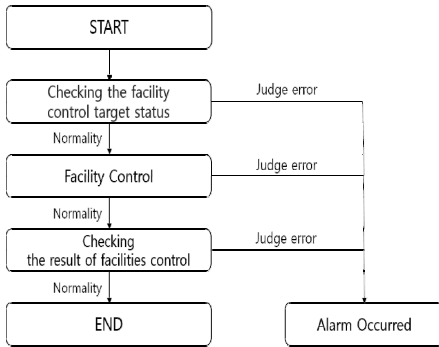 START
Checking the facility
control target status
Judge error
Normality
Facility Control
Judge error
Normality
Checking
the result of facilities control
Judge error
Normality
END
Alarm Occurred